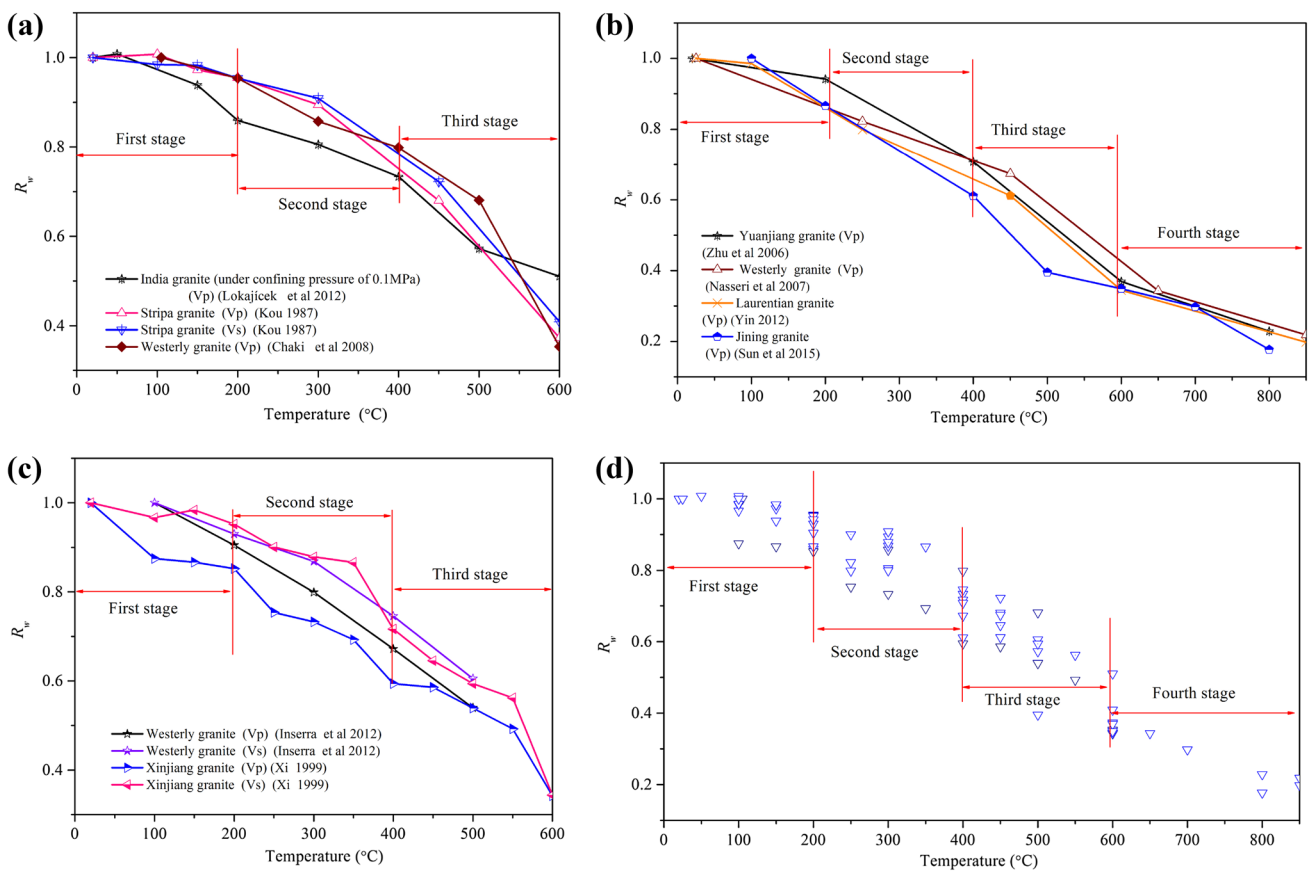 (a)
1.0
0.8
0.6
0.4
R_w
First stage
Second stage
Third stage
India granite (under confining pressure of 0.1MPa)
(Vp) (Lokajícek et al 2012)
Stripa granite (Vp) (Kou 1987)
Stripa granite (Vs) (Kou 1987)
Westerly granite (Vp) (Chaki et al 2008)
0 100 200 300 400 500 600
Temperature (°C)
(b)
1.0
0.8
0.6
0.4
0.2
R_w
Second stage
First stage
Third stage
Fourth stage
Yuanjiang granite (Vp)
(Zhu et al 2006)
Westerly granite (Vp)
(Nasseri et al 2007)
Laurentian granite
(Vp) (Yin 2012)
Jining granite
(Vp) (Sun et al 2015)
0 100 200 300 400 500 600 700 800
Temperature (°C)
(c)
1.0
0.8
0.6
0.4
R_w
Second stage
First stage
Third stage
Westerly granite (Vp) (Inserra et al 2012)
Westerly granite (Vs) (Inserra et al 2012)
Xinjiang granite (Vp) (Xi 1999)
Xinjiang granite (Vs) (Xi 1999)
0 100 200 300 400 500 600
Temperature (°C)
(d)
1.0
0.8
0.6
0.4
0.2
R_w
First stage
Second stage
Third stage
Fourth stage
0 100 200 300 400 500 600 700 800
Temperature (°C)